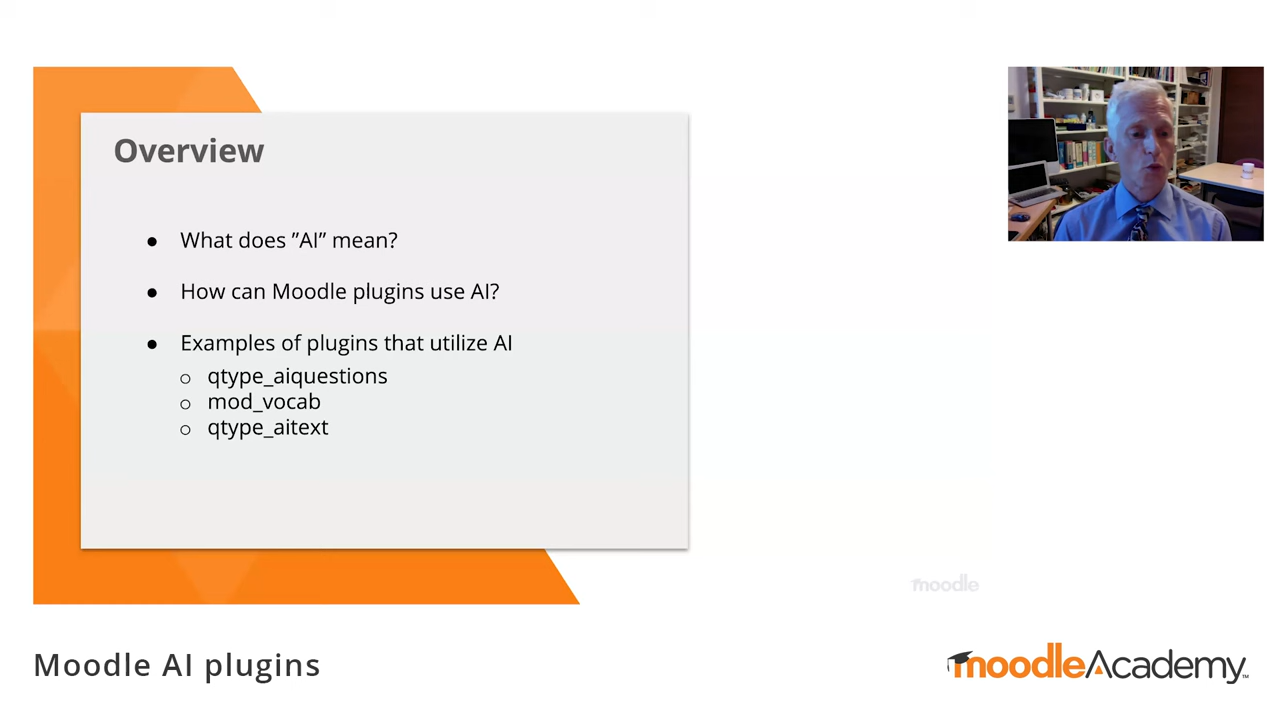 Overview
● What does ”AI” mean?
● How can Moodle plugins use AI?
● Examples of plugins that utilize AI
○ qtype_aiquestions
○ mod_vocab
○ qtype_aitext
moodle
Moodle AI plugins
moodleAcademy™